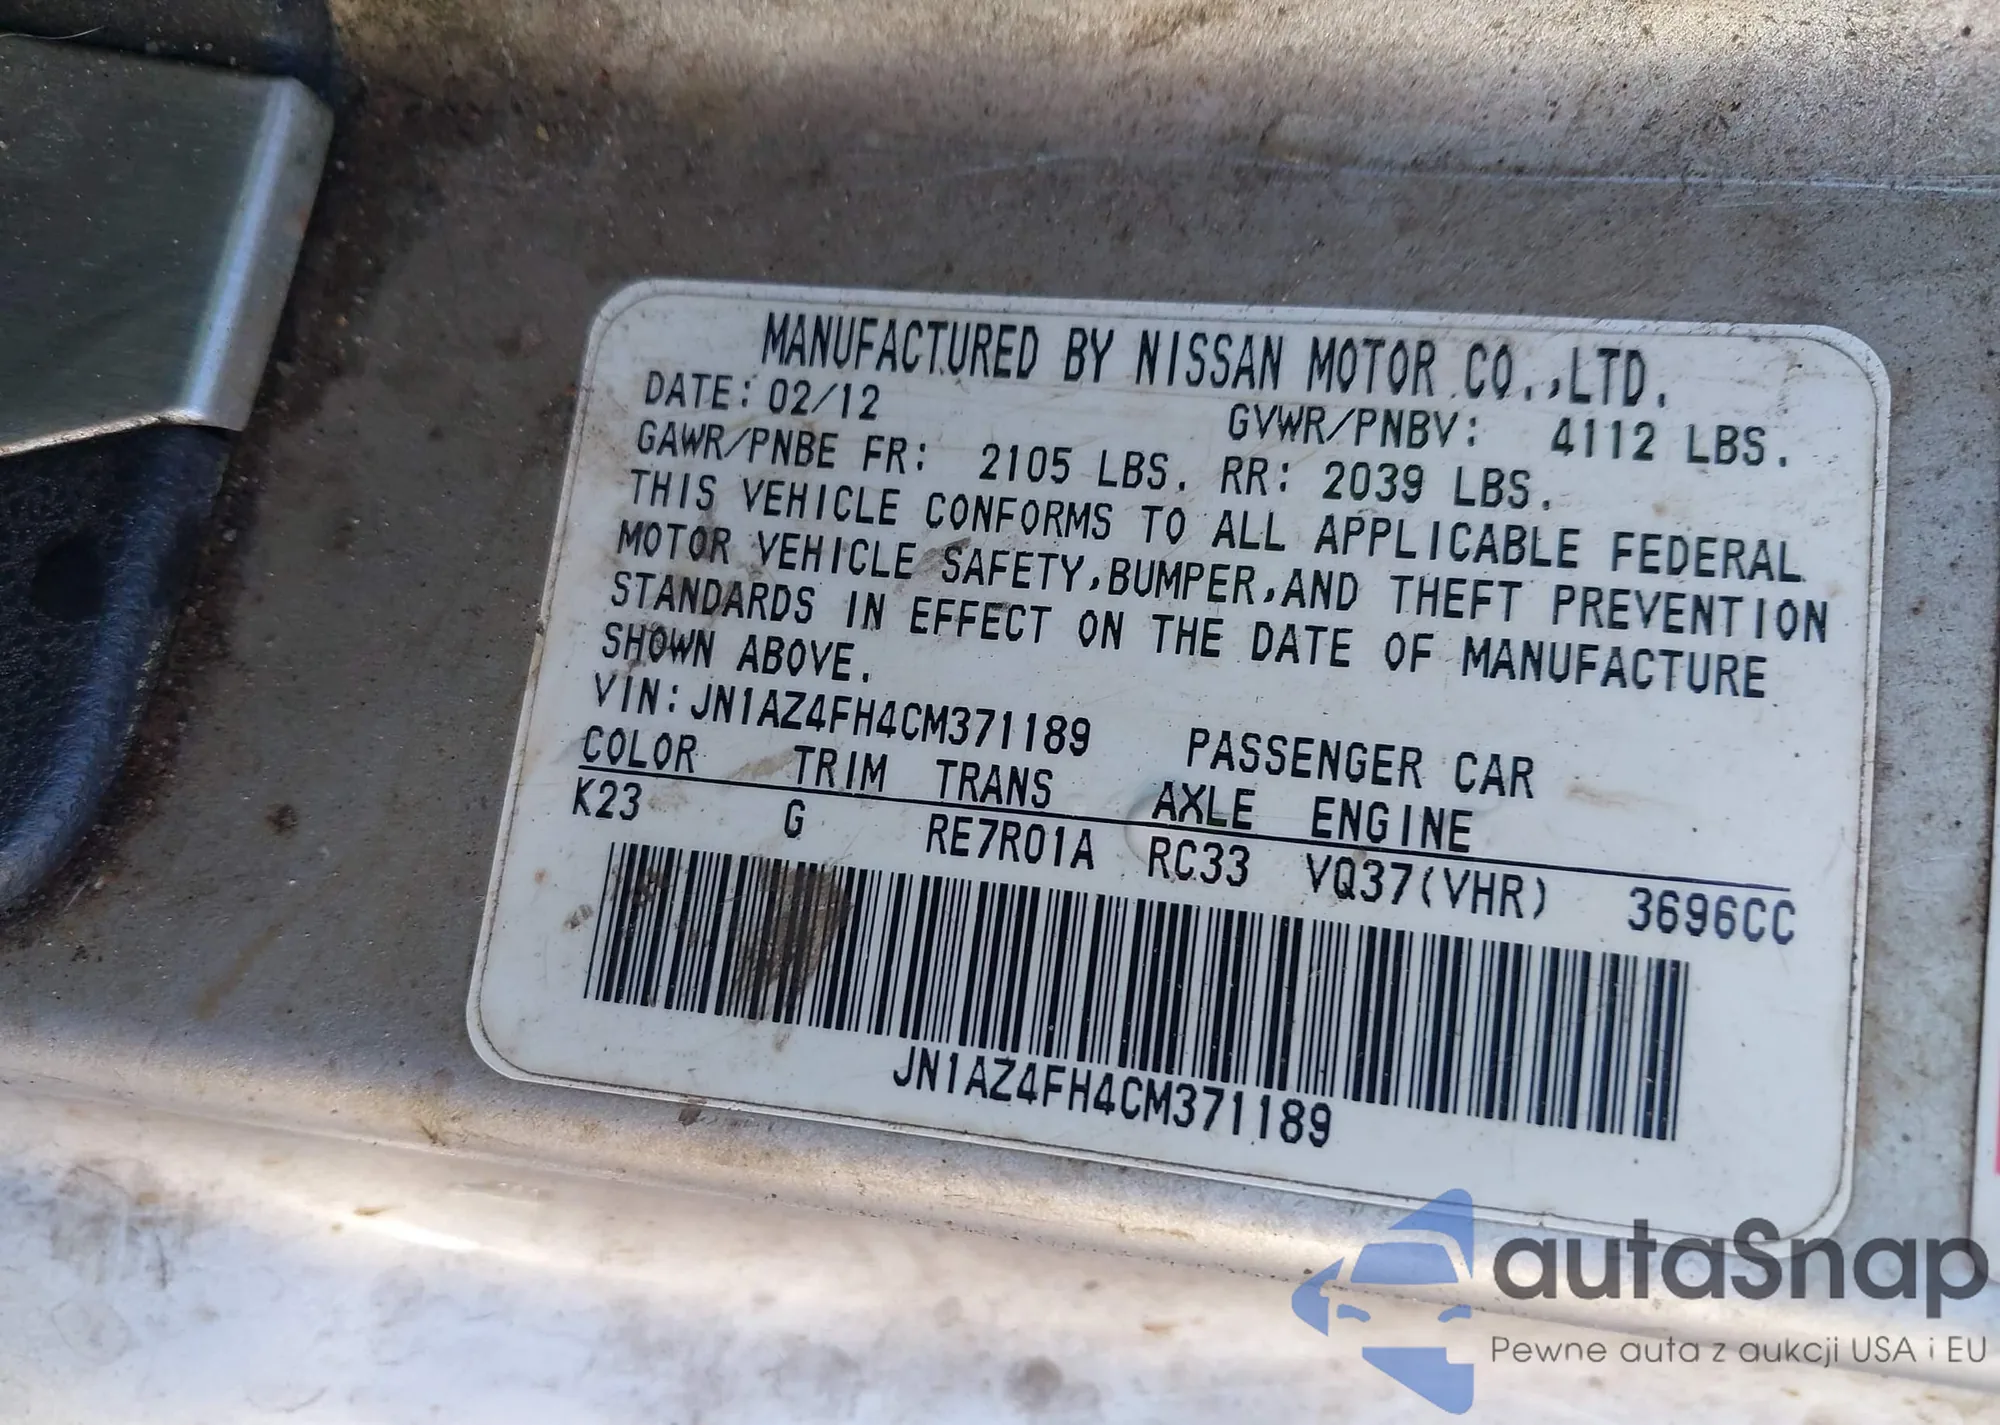 MANUFACTURED BY NISSAN MOTOR CO.,LTD.
DATE: 02/12 GVWR/PNBV: 4112 LBS.
GAWR/PNBE FR: 2105 LBS. RR: 2039 LBS.
THIS VEHICLE CONFORMS TO ALL APPLICABLE FEDERAL
MOTOR VEHICLE SAFETY,BUMPER,AND THEFT PREVENTION
STANDARDS IN EFFECT ON THE DATE OF MANUFACTURE
SHOWN ABOVE.
VIN:JN1AZ4FH4CM371189 PASSENGER CAR
COLOR TRIM TRANS AXLE ENGINE
K23 G RE7R01A RC33 VQ37(VHR) 3696CC
JN1AZ4FH4CM371189
autaSnap
Pewne auta z aukcji USA i EU